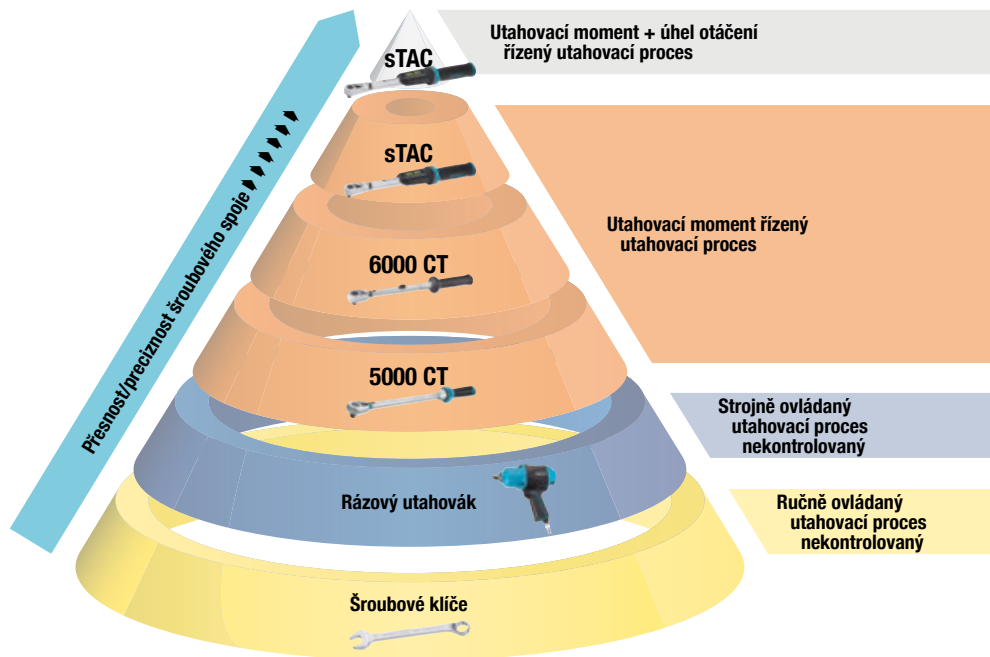 sTAC
Utahovací moment + úhel otáčení
řízený utahovací proces
sTAC
6000 CT
5000 CT
Utahovací moment řízený
utahovací proces
Přesnost/preciznost šroubového spoje
Strojně ovládaný
utahovací proces
nekontrolovaný
Rázový utahovák
Ručně ovládaný
utahovací proces
nekontrolovaný
Šroubové klíče